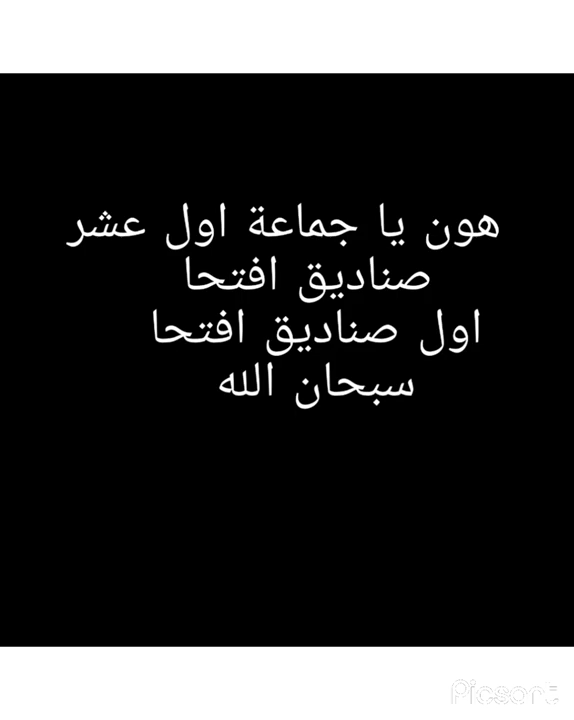 هون يا جماعة اول عشر
صناديق افتحا
اول صناديق افتحا
سبحان الله
Picsart